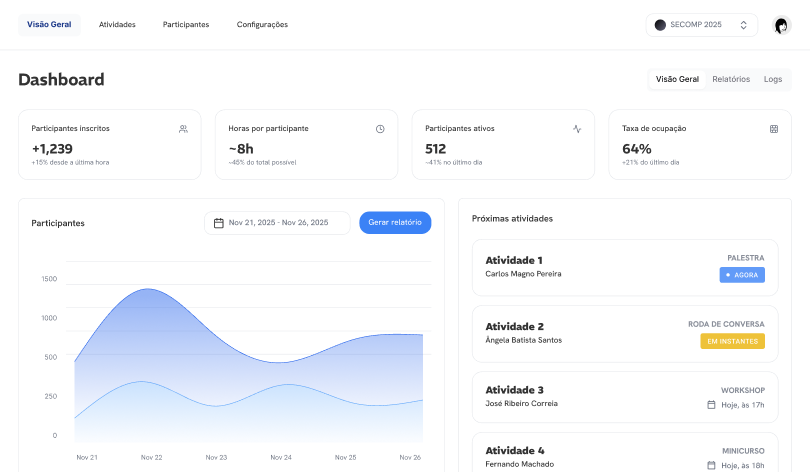 Visão Geral Atividades Participantes Configurações SECOMP 2025
Dashboard
Visão Geral Relatórios Logs
Participantes inscritos
+1,239
+15% desde a última hora
Horas por participante
~8h
~45% do total possível
Participantes ativos
512
~41% no último dia
Taxa de ocupação
64%
+21% do último dia
Participantes
Nov 21, 2025 - Nov 26, 2025
Gerar relatório
1500
1000
500
250
0
Nov 21 Nov 22 Nov 23 Nov 24 Nov 25 Nov 26
Próximas atividades
Atividade 1
Carlos Magno Pereira
PALESTRA
AGORA
Atividade 2
Ângela Batista Santos
RODA DE CONVERSA
EM INSTANTES
Atividade 3
José Ribeiro Correia
WORKSHOP
Hoje, às 17h
Atividade 4
Fernando Machado
MINICURSO
Hoje, às 18h